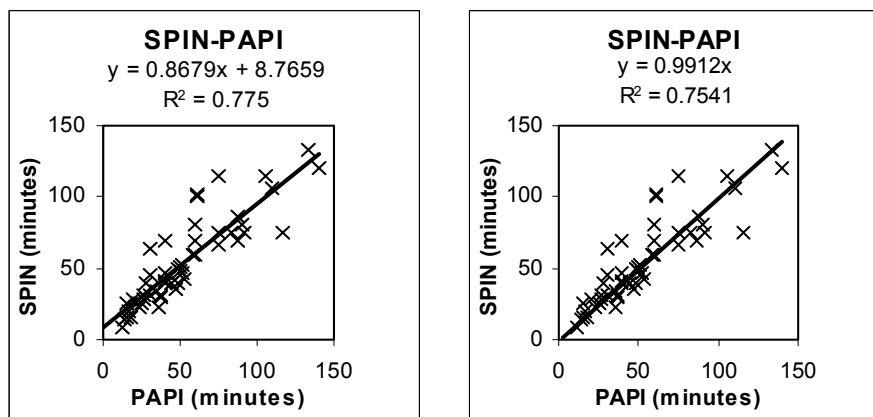 SPIN-PAPI
y = 0.8679x + 8.7659
R² = 0.775
150
100
50
0
SPIN (minutes)
0 50 100 150
PAPI (minutes)
SPIN-PAPI
y = 0.9912x
R² = 0.7541
150
100
50
0
SPIN (minutes)
0 50 100 150
PAPI (minutes)